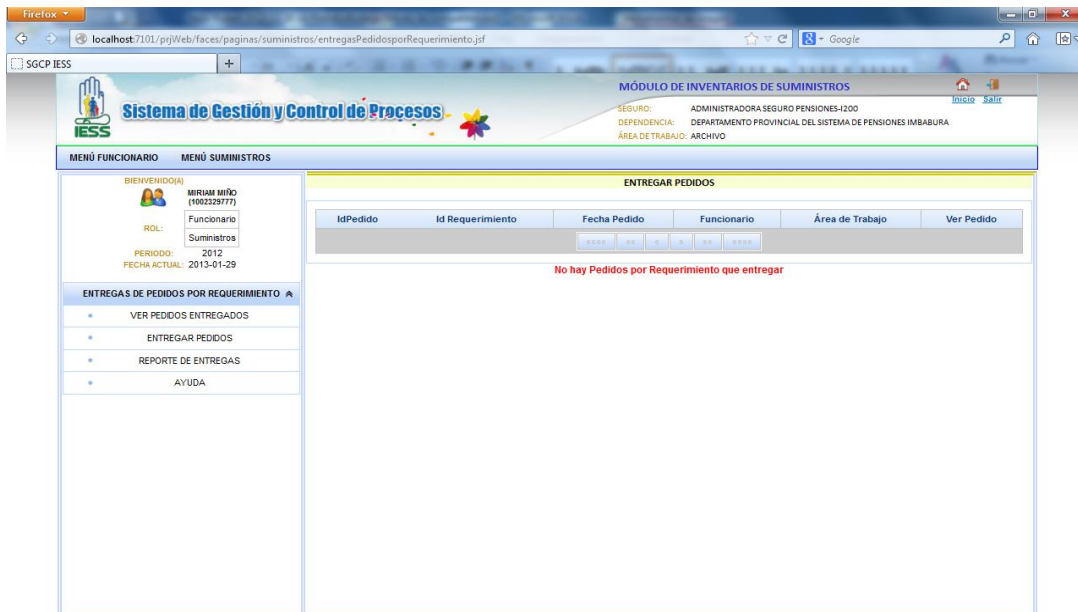 Firefox
localhost:7101/prjWeb/faces/paginas/suministros/entregasPedidosporRequerimiento.jsf
Google
SGCP IESS
IESS
Sistema de Gestión y Control de Procesos
MÓDULO DE INVENTARIOS DE SUMINISTROS
Inicio Salir
SEGURO: ADMINISTRADORA SEGURO PENSIONES-I200
DEPENDENCIA: DEPARTAMENTO PROVINCIAL DEL SISTEMA DE PENSIONES IMBABURA
ÁREA DE TRABAJO: ARCHIVO
MENÚ FUNCIONARIO MENÚ SUMINISTROS
BIENVENIDO(A)
MIRIAM MIÑO
(1002329777)
ROL:
Funcionario
Suministros
PERIODO: 2012
FECHA ACTUAL: 2013-01-29
ENTREGAS DE PEDIDOS POR REQUERIMIENTO
VER PEDIDOS ENTREGADOS
ENTREGAR PEDIDOS
REPORTE DE ENTREGAS
AYUDA
ENTREGAR PEDIDOS
IdPedido Id Requerimiento Fecha Pedido Funcionario Área de Trabajo Ver Pedido
«««« «« « » »» »»»»
No hay Pedidos por Requerimiento que entregar